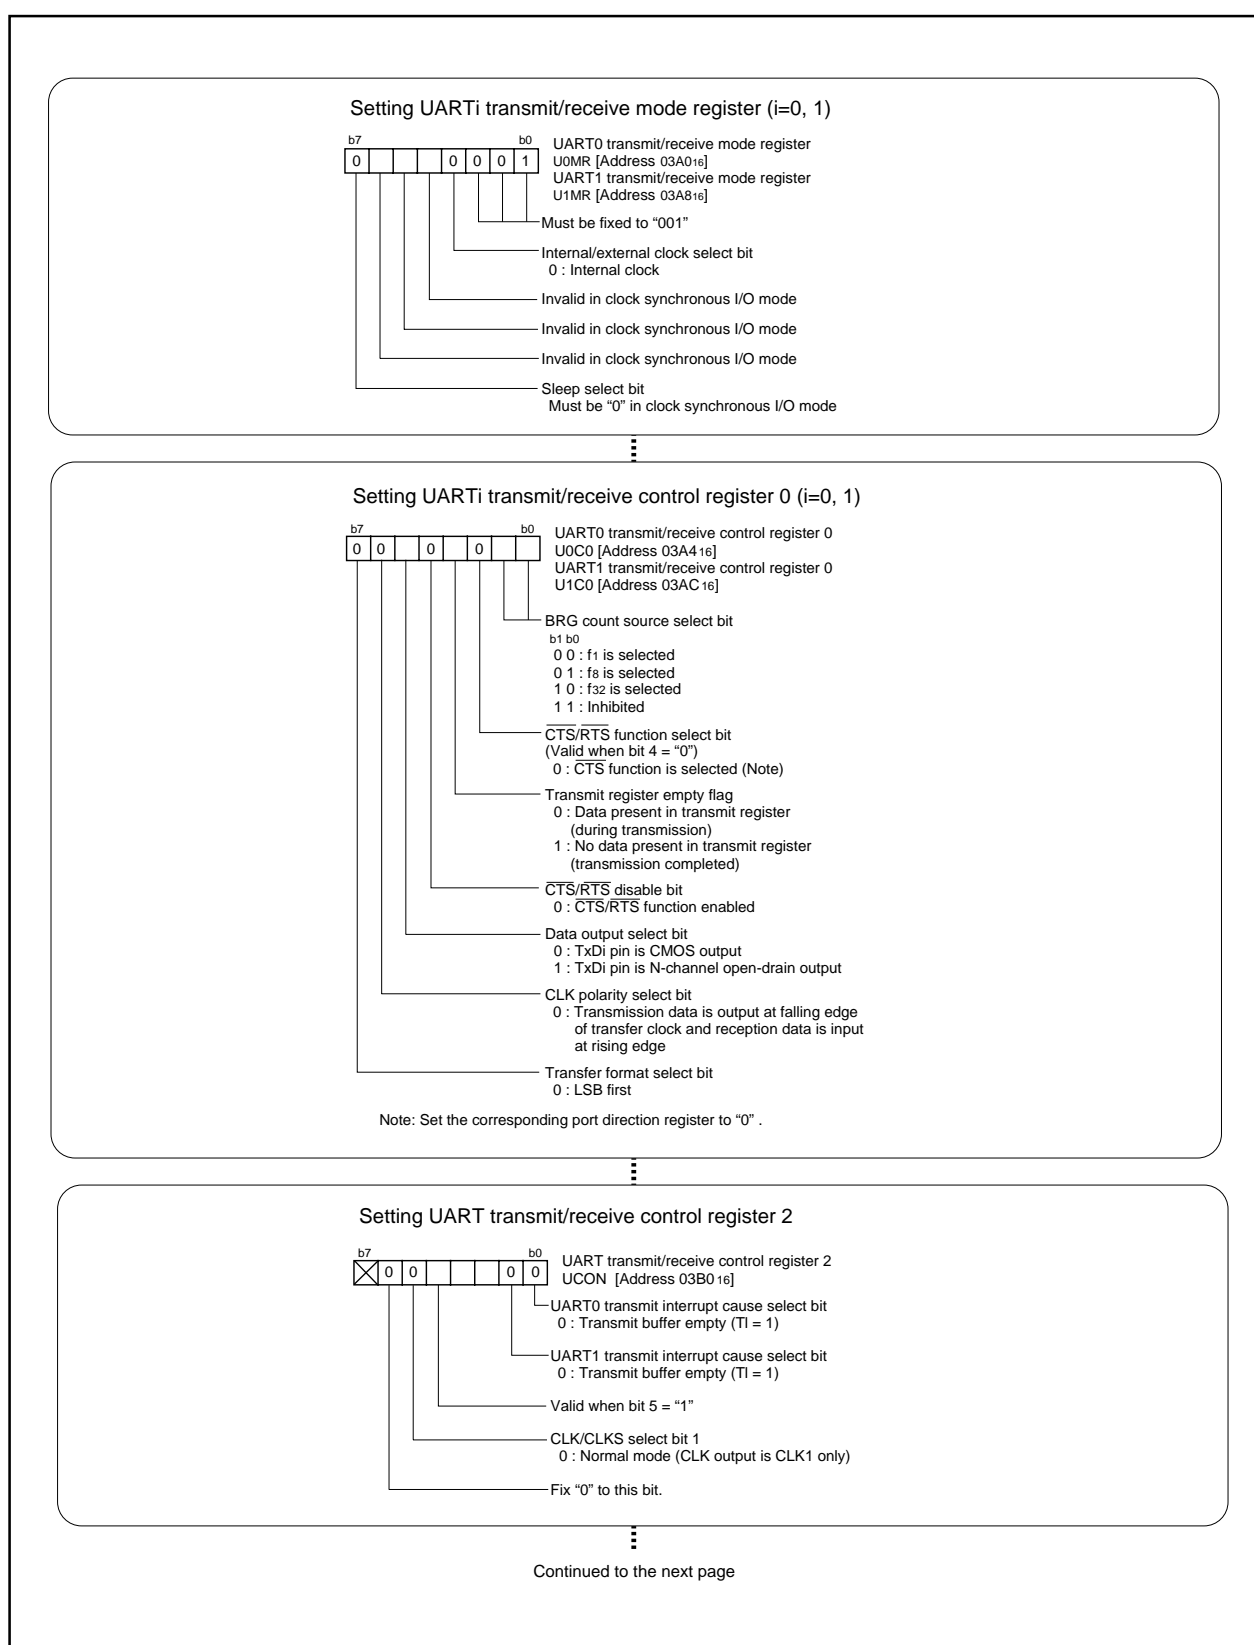 Setting UARTi transmit/receive mode register (i=0, 1)
b7 b0
0 0 0 0 1
UART0 transmit/receive mode register
U0MR [Address 03A016]
UART1 transmit/receive mode register
U1MR [Address 03A816]
Must be fixed to “001”
Internal/external clock select bit
0 : Internal clock
Invalid in clock synchronous I/O mode
Invalid in clock synchronous I/O mode
Invalid in clock synchronous I/O mode
Sleep select bit
Must be “0” in clock synchronous I/O mode
Setting UARTi transmit/receive control register 0 (i=0, 1)
b7 b0
0 0 0 0
UART0 transmit/receive control register 0
U0C0 [Address 03A416]
UART1 transmit/receive control register 0
U1C0 [Address 03AC16]
BRG count source select bit
b1 b0
0 0 : f1 is selected
0 1 : f8 is selected
1 0 : f32 is selected
1 1 : Inhibited
CTS/RTS function select bit
(Valid when bit 4 = “0”)
0 : CTS function is selected (Note)
Transmit register empty flag
0 : Data present in transmit register
(during transmission)
1 : No data present in transmit register
(transmission completed)
CTS/RTS disable bit
0 : CTS/RTS function enabled
Data output select bit
0 : TxDi pin is CMOS output
1 : TxDi pin is N-channel open-drain output
CLK polarity select bit
0 : Transmission data is output at falling edge
of transfer clock and reception data is input
at rising edge
Transfer format select bit
0 : LSB first
Note: Set the corresponding port direction register to “0” .
Setting UART transmit/receive control register 2
b7 b0
0 0 0 0
UART transmit/receive control register 2
UCON [Address 03B016]
UART0 transmit interrupt cause select bit
0 : Transmit buffer empty (TI = 1)
UART1 transmit interrupt cause select bit
0 : Transmit buffer empty (TI = 1)
Valid when bit 5 = “1”
CLK/CLKS select bit 1
0 : Normal mode (CLK output is CLK1 only)
Fix “0” to this bit.
Continued to the next page